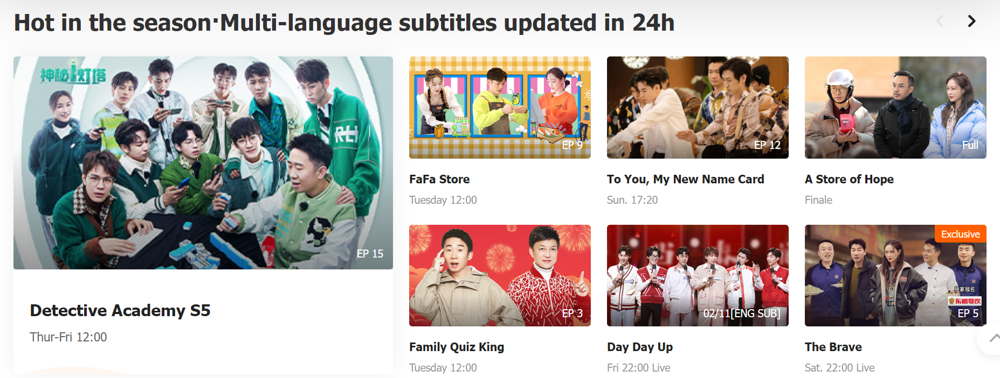 Hot in the season·Multi-language subtitles updated in 24h
神秘灯塔
EP 15
Detective Academy S5
Thur-Fri 12:00
EP 9
FaFa Store
Tuesday 12:00
EP 12
To You, My New Name Card
Sun. 17:20
Full
A Store of Hope
Finale
EP 3
Family Quiz King
Tuesday 12:00
02/11[ENG SUB]
Day Day Up
Fri 22:00 Live
Exclusive
独家冠名
东鹏特饮
EP 5
The Brave
Sat. 22:00 Live